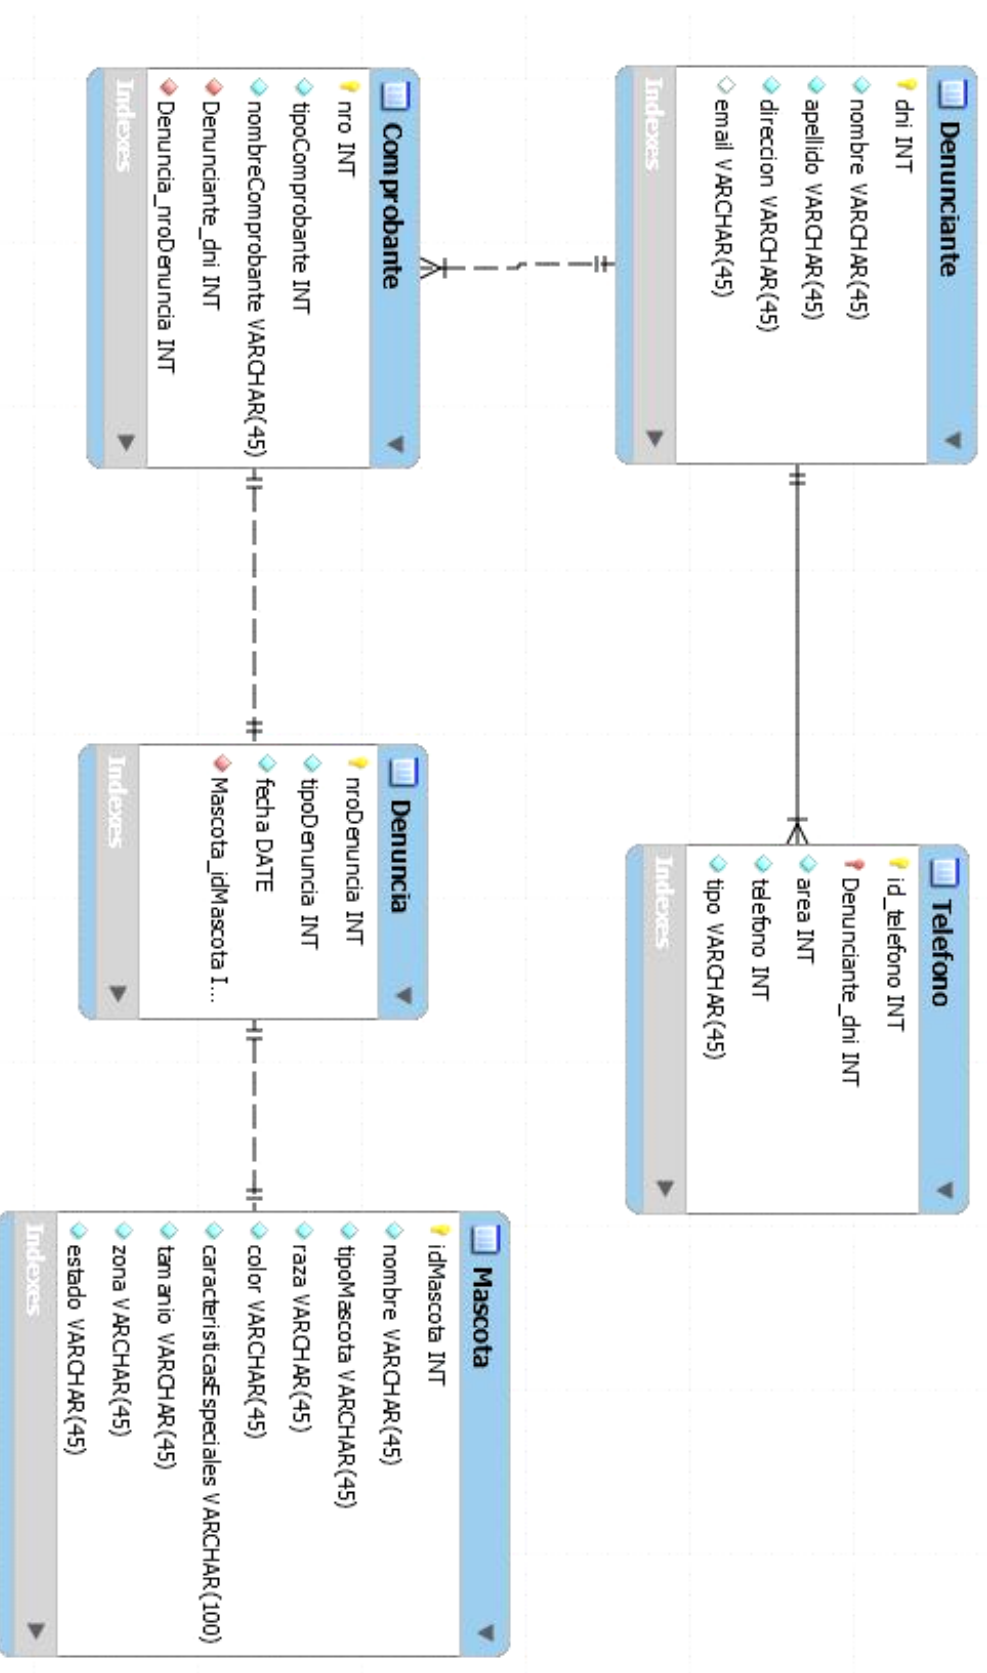 Denunciante
dni INT
nombre VARCHAR(45)
apellido VARCHAR(45)
direccion VARCHAR(45)
email VARCHAR(45)
Indexes
Telefono
id_telefono INT
Denunciante_dni INT
area INT
telefono INT
tipo VARCHAR(45)
Indexes
Comprobante
nro INT
tipoComprobante INT
nombreComprobante VARCHAR(45)
Denunciante_dni INT
Denuncia_nroDenuncia INT
Indexes
Denuncia
nroDenuncia INT
tipoDenuncia INT
fecha DATE
Mascota_idMascota I...
Indexes
Mascota
idMascota INT
nombre VARCHAR(45)
tipoMascota VARCHAR(45)
raza VARCHAR(45)
color VARCHAR(45)
caracteristicasEspeciales VARCHAR(100)
tamanio VARCHAR(45)
zona VARCHAR(45)
estado VARCHAR(45)
Indexes